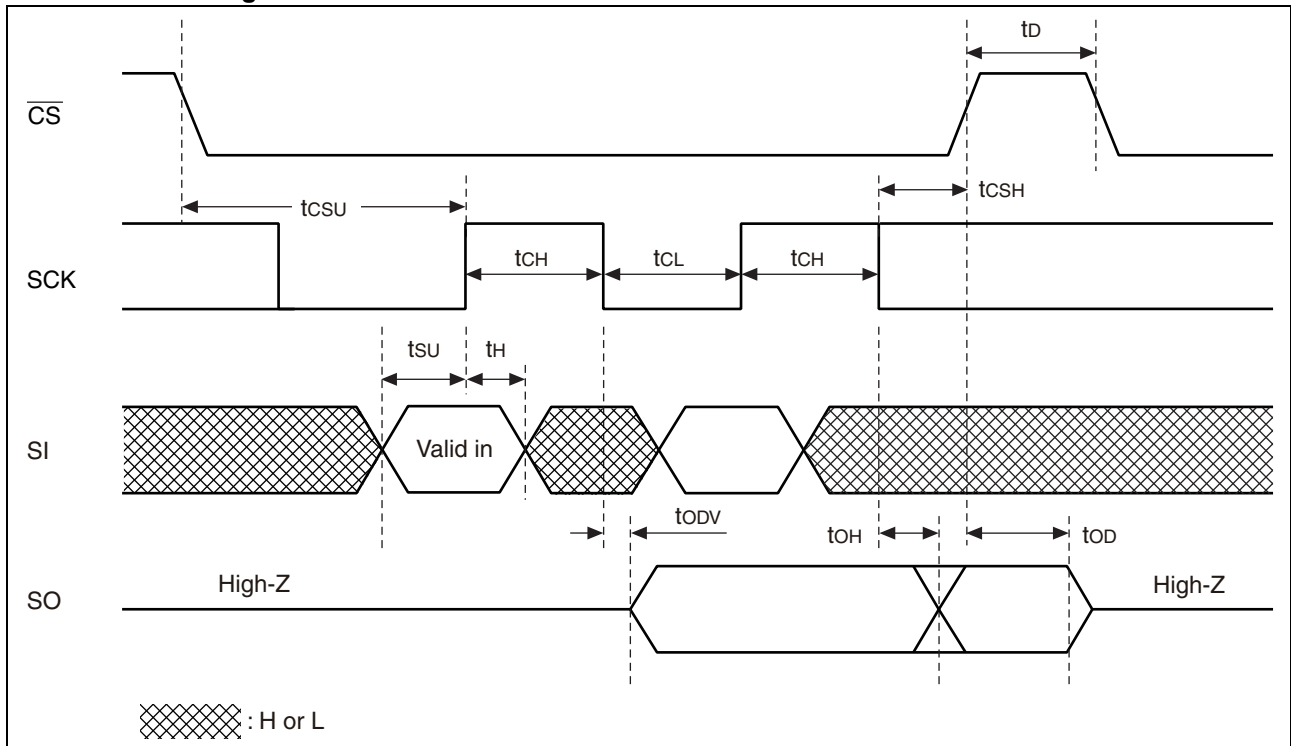 tD
CS
tCSH
tCSU
tCH
tCL
tCH
SCK
tSU
tH
SI
Valid in
tODV
tOH
tOD
High-Z
High-Z
SO
: H or L